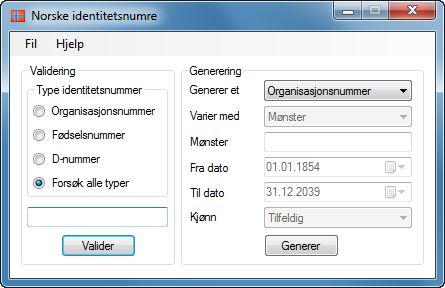 Norske identitetsnumre
Fil Hjelp
Validering
Type identitetsnummer
Organisasjonsnummer
Fødselsnummer
D-nummer
Forsøk alle typer
Valider
Generering
Generer et Organisasjonsnummer
Varier med Mønster
Mønster
Fra dato 01.01.1854
Til dato 31.12.2039
Kjønn Tilfeldig
Generer